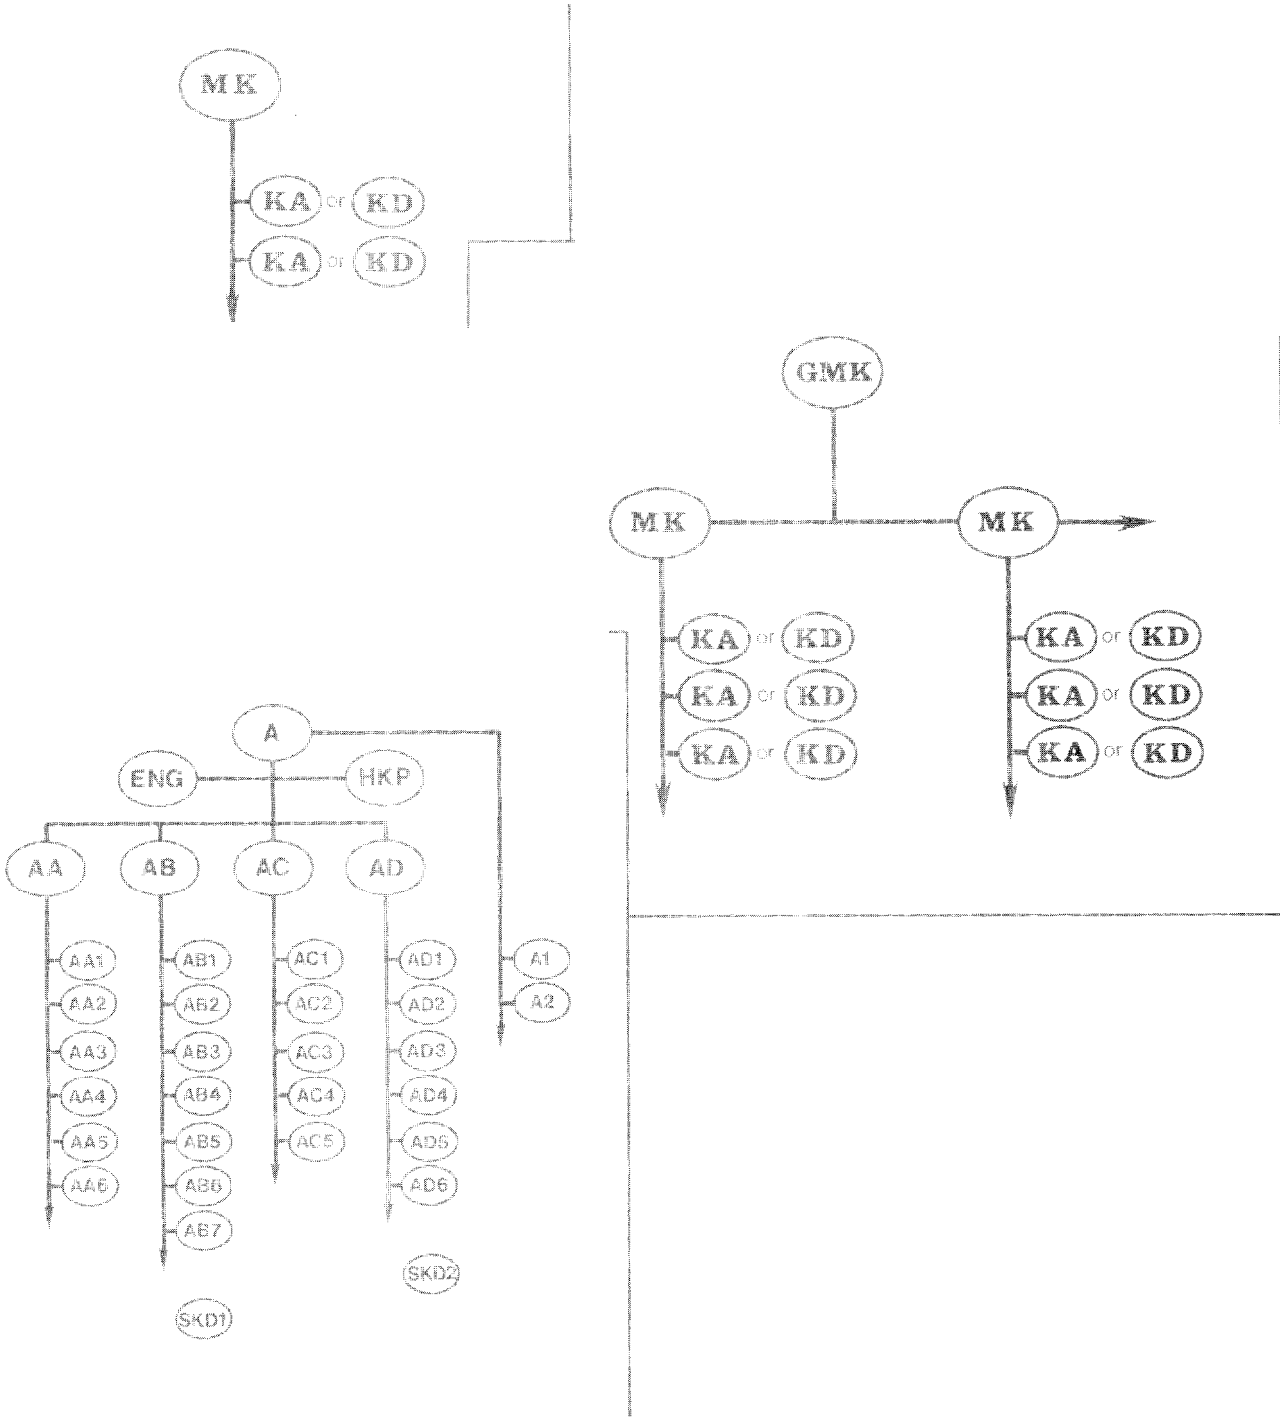 MK
KA or KD
KA or KD
GMK
MK MK
KA or KD KA or KD
KA or KD KA or KD
KA or KD KA or KD
A
ENG HKP
AA AB AC AD
AA1 AB1 AC1 AD1 A1
AA2 AB2 AC2 AD2 A2
AA3 AB3 AC3 AD3
AA4 AB4 AC4 AD4
AA5 AB5 AC5 AD5
AA6 AB6 AD6
AB7
SKD2
SKD1